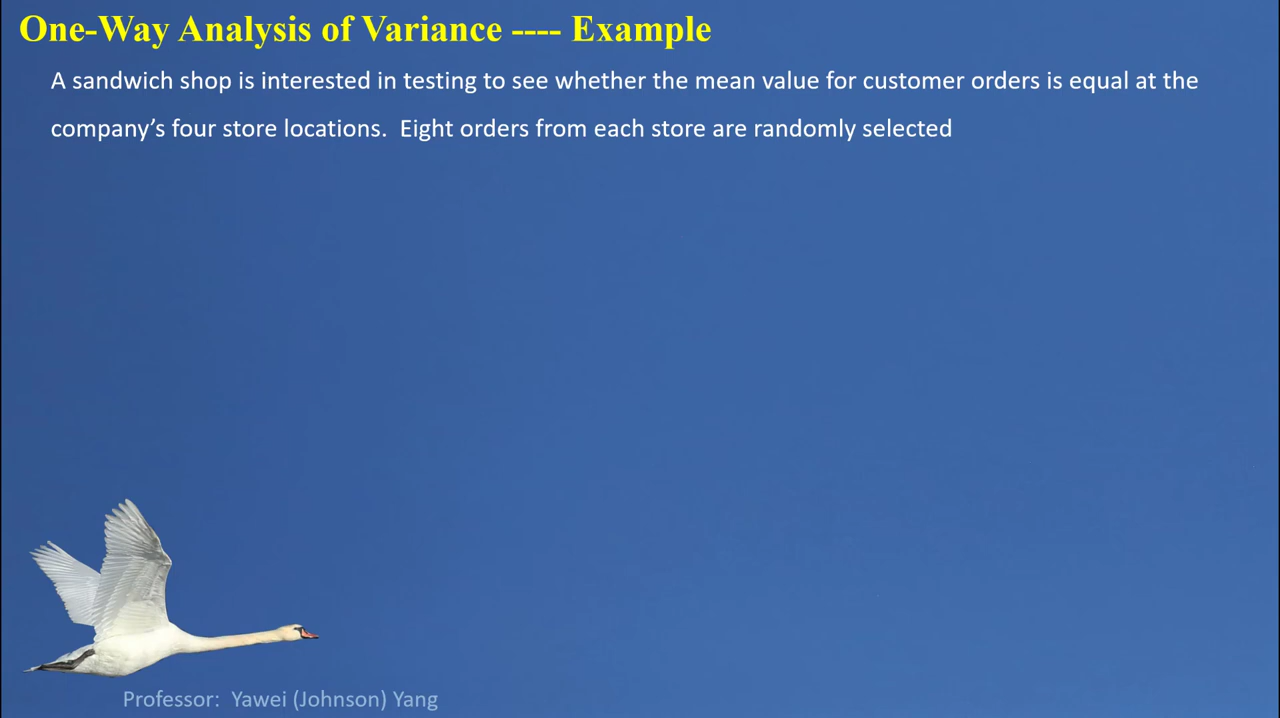 One-Way Analysis of Variance ---- Example
A sandwich shop is interested in testing to see whether the mean value for customer orders is equal at the
company’s four store locations.  Eight orders from each store are randomly selected
Professor:  Yawei (Johnson) Yang